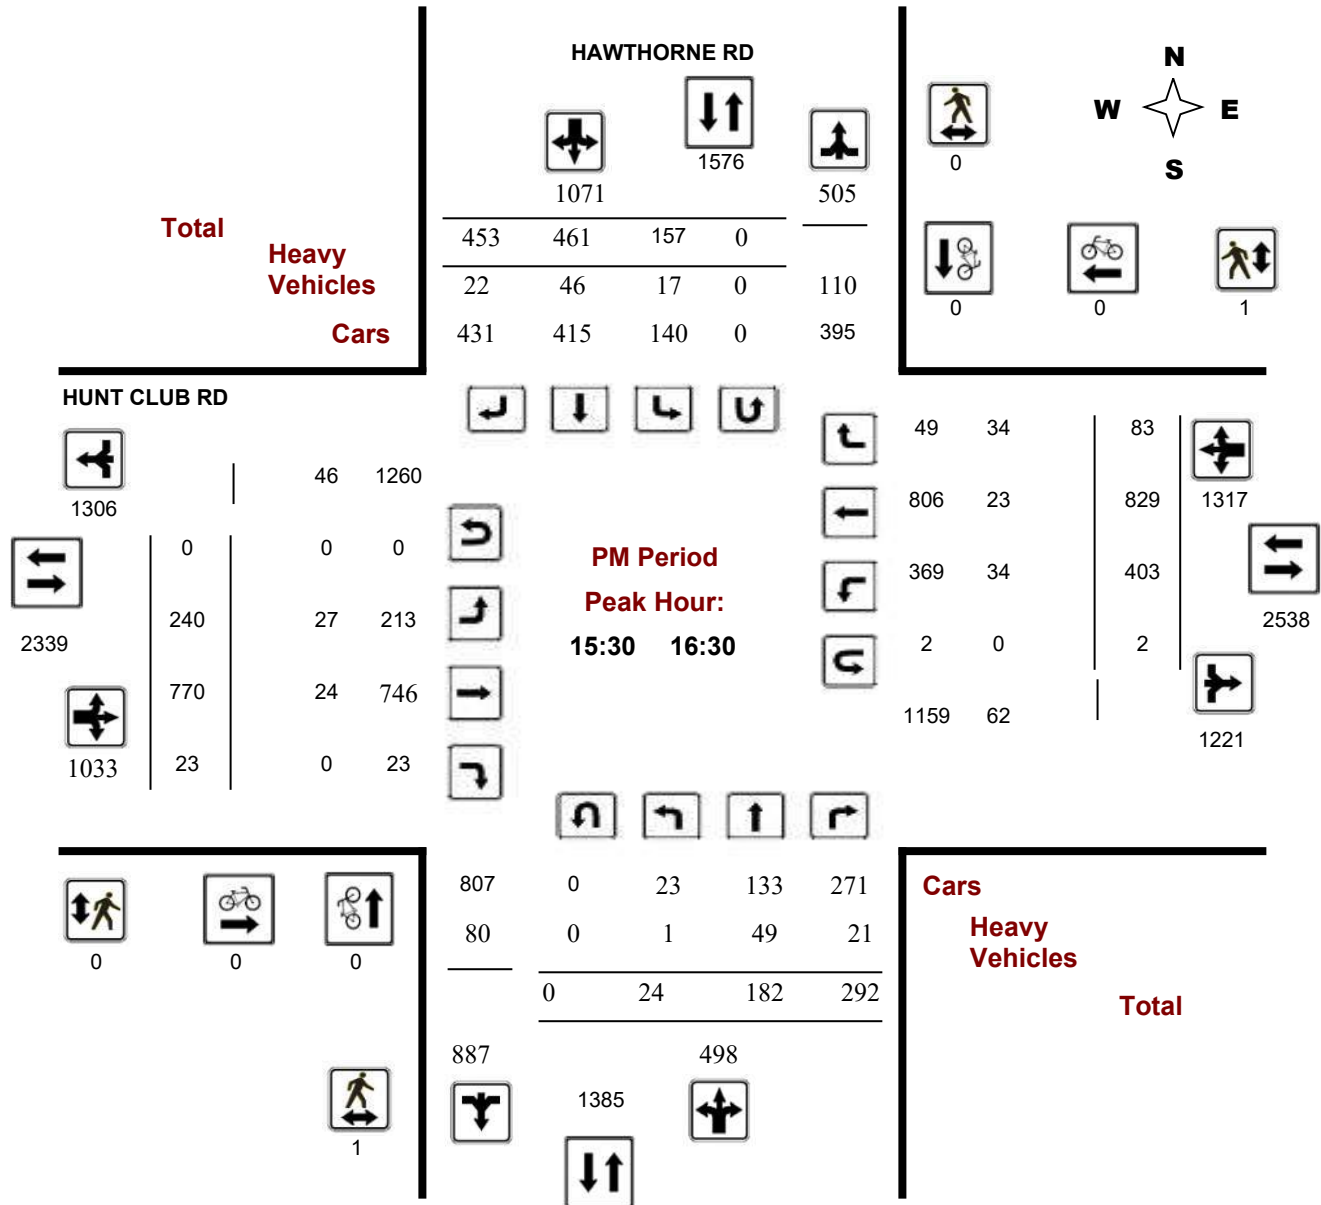 HAWTHORNE RD
N
W E
S
1576
0
1071 505
Total
453 461 157 0
Heavy
Vehicles
22 46 17 0 110
0 0 1
Cars
431 415 140 0 395
HUNT CLUB RD
49 34 83
46 1260
1306
806 23 829 1317
0 0 0
PM Period
369 34 403
Peak Hour:
240 27 213
2339
15:30 16:30
2 0 2
2538
770 24 746
1159 62
1221
1033 23 0 23
807 0 23 133 271
Cars
80 0 1 49 21
Heavy
Vehicles
0 0 0
0 24 182 292
Total
887 498
1385
1